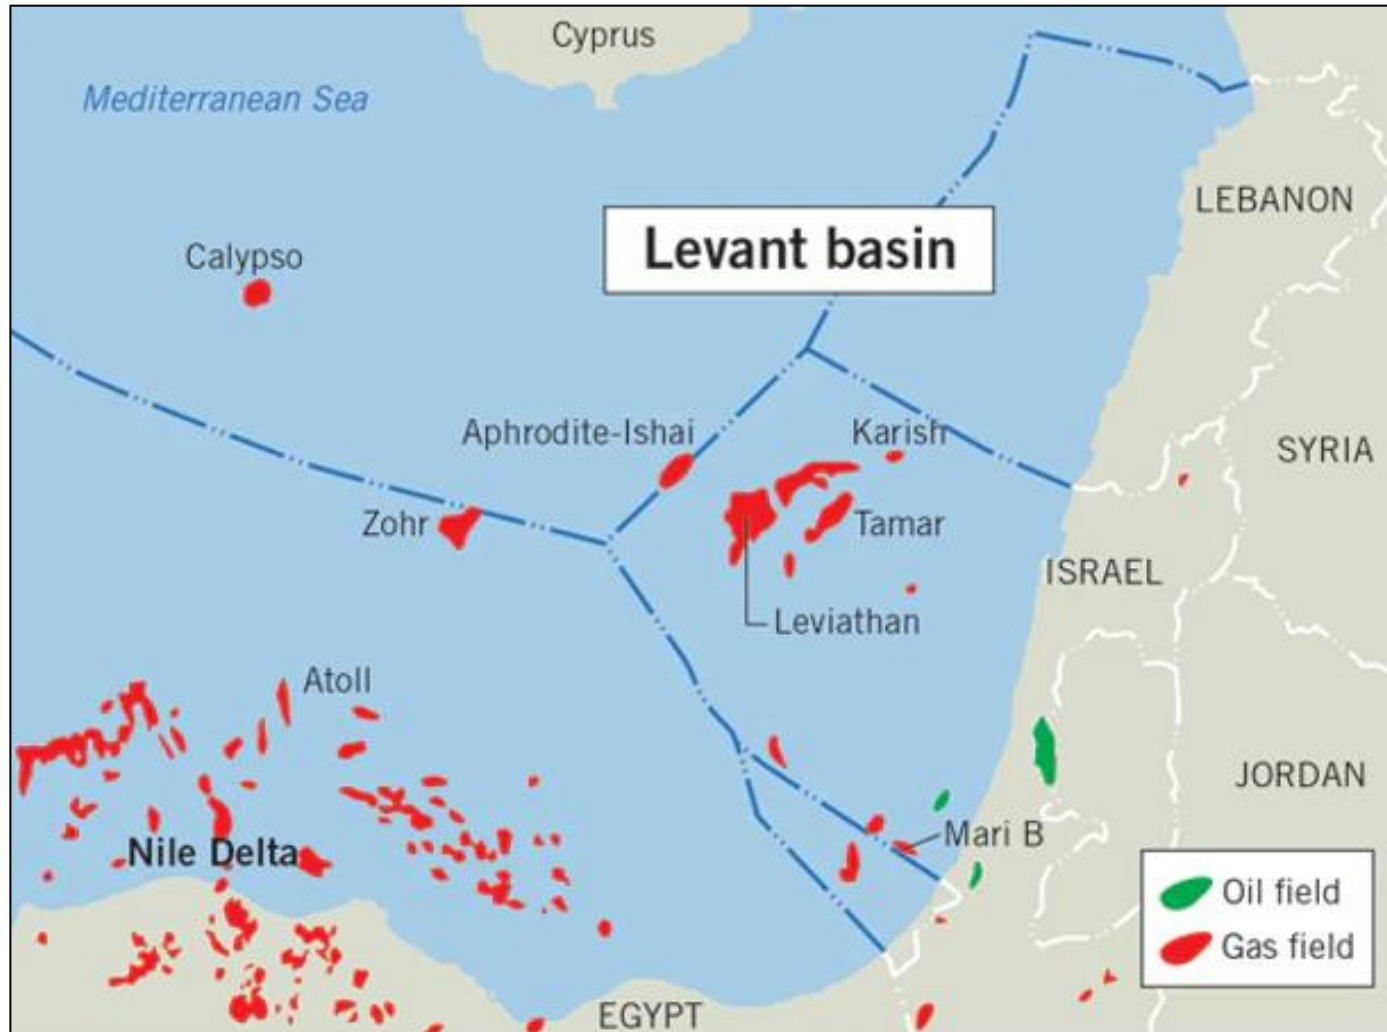 Cyprus
Mediterranean Sea
LEBANON
Levant basin
Calypso
Aphrodite-Ishai
Karish
SYRIA
Zohr
Tamar
ISRAEL
Leviathan
Atoll
JORDAN
Mari B
Nile Delta
Oil field
Gas field
EGYPT